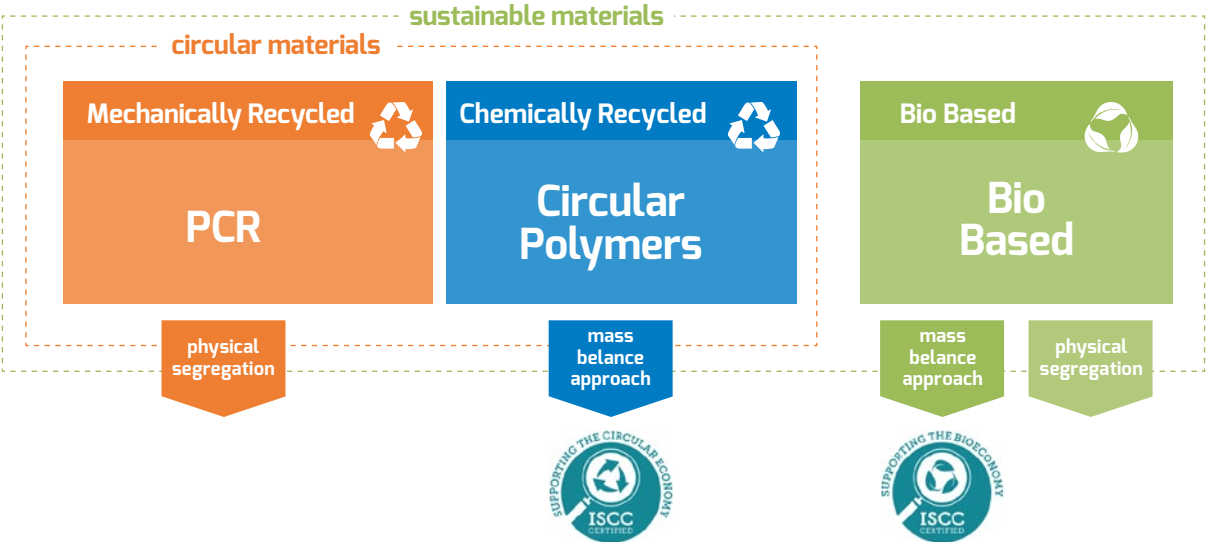 sustainable materials
circular materials
Mechanically Recycled
PCR
physical
segregation
Chemically Recycled
Circular
Polymers
mass
belance
approach
SUPPORTING THE CIRCULAR ECONOMY
ISCC
CERTIFIED
Bio Based
Bio
Based
mass
belance
approach
physical
segregation
SUPPORTING THE BIOECONOMY
ISCC
CERTIFIED